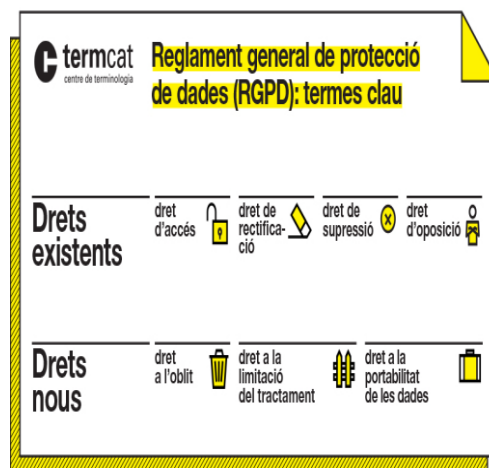 termcat
centre de terminologia
Reglament general de protecció
de dades (RGPD): termes clau
Drets
existents
dret
d'accés
dret de
rectifica-
ció
dret de
supressió
dret
d'oposició
Drets
nous
dret
a l'oblit
dret a la
limitació
del tractament
dret a la
portabilitat
de les dades